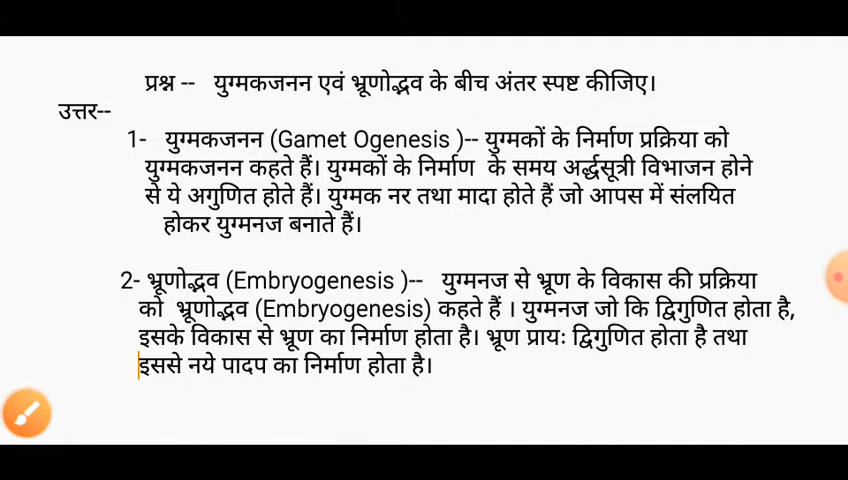 प्रश्न -- युग्मकजनन एवं भ्रूणोद्भव के बीच अंतर स्पष्ट कीजिए।
उत्तर--
1- युग्मकजनन (Gamet Ogenesis )-- युग्मकों के निर्माण प्रक्रिया को
युग्मकजनन कहते हैं। युग्मकों के निर्माण के समय अर्द्धसूत्री विभाजन होने
से ये अगुणित होते हैं। युग्मक नर तथा मादा होते हैं जो आपस में संलयित
होकर युग्मनज बनाते हैं।
2- भ्रूणोद्भव (Embryogenesis )-- युग्मनज से भ्रूण के विकास की प्रक्रिया
को भ्रूणोद्भव (Embryogenesis) कहते हैं । युग्मनज जो कि द्विगुणित होता है,
इसके विकास से भ्रूण का निर्माण होता है। भ्रूण प्रायः द्विगुणित होता है तथा
इससे नये पादप का निर्माण होता है।